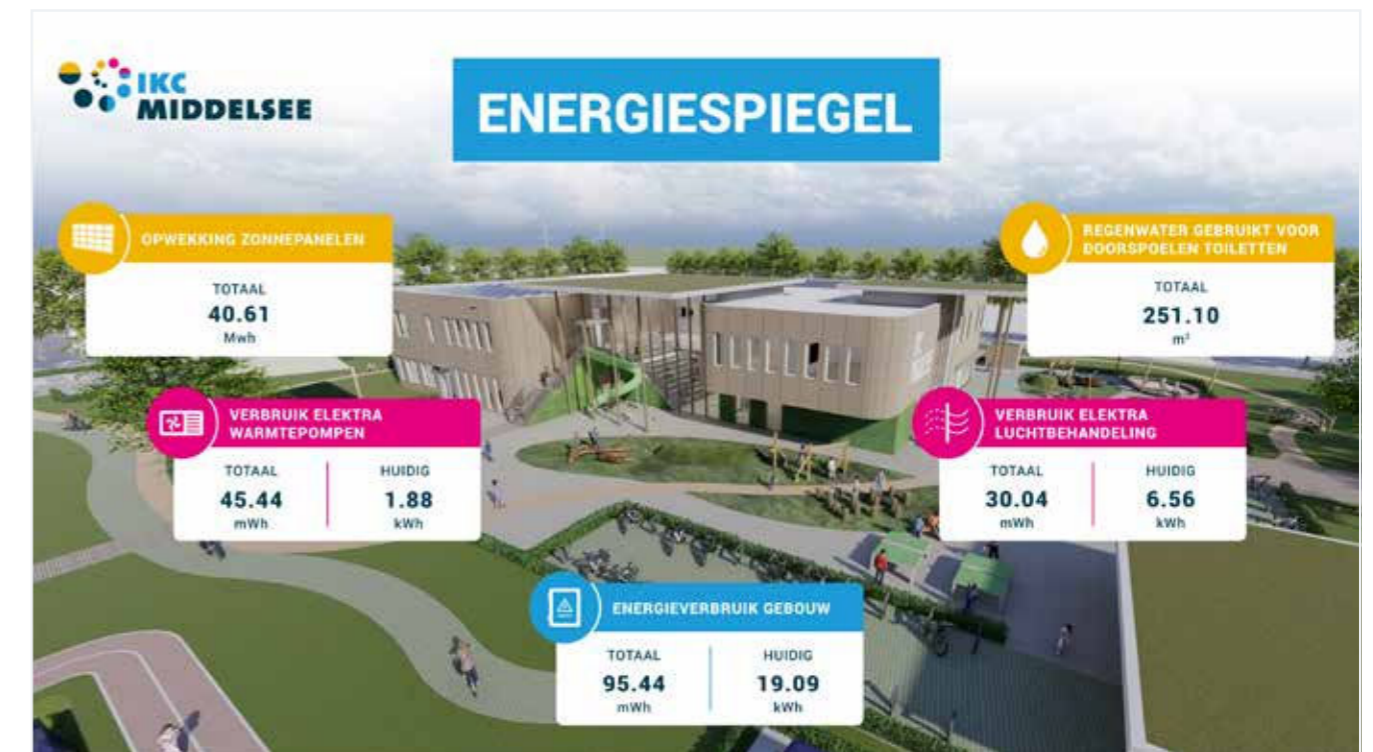 IKC
MIDDELSEE
ENERGIESPIEGEL
OPWEKKING ZONNEPANELEN
TOTAAL
40.61
Mwh
REGENWATER GEBRUIKT VOOR
DOORSPOELEN TOILETTEN
TOTAAL
251.10
m³
VERBRUIK ELEKTRA
WARMTEPOMPEN
TOTAAL HUIDIG
45.44 1.88
mWh kWh
VERBRUIK ELEKTRA
LUCHTBEHANDELING
TOTAAL HUIDIG
30.04 6.56
mWh kWh
ENERGIEVERBRUIK GEBOUW
TOTAAL HUIDIG
95.44 19.09
mWh kWh